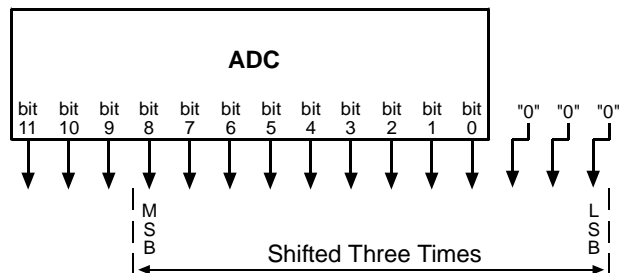 ADC
bit bit bit bit bit bit bit bit bit bit bit bit "0" "0" "0"
11 10 9 8 7 6 5 4 3 2 1 0
MSB
LSB
Shifted Three Times